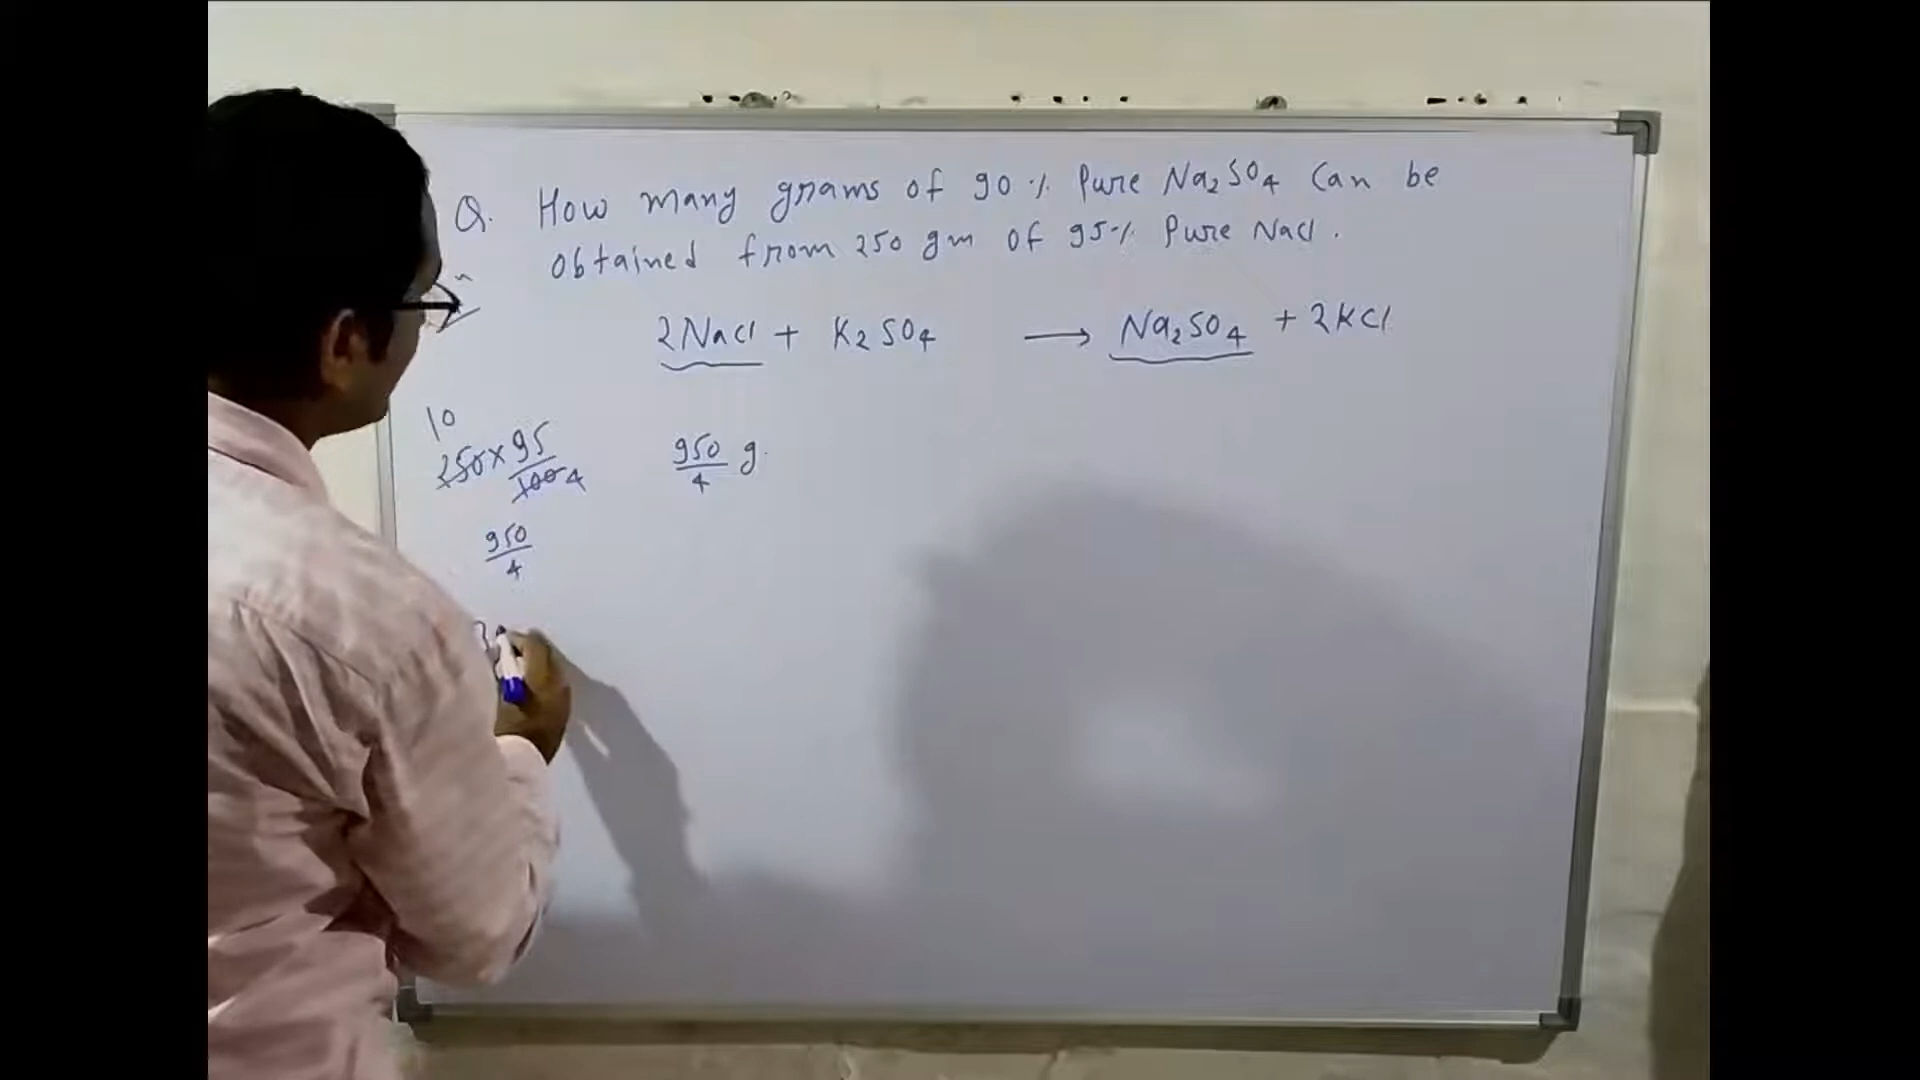 Q. How many grams of 90% Pure Na₂SO₄ Can be
obtained from 250 gm of 95% Pure NaCl.
2NaCl + K₂SO₄ → Na₂SO₄ + 2KCl
10
250 × 95/100 4
950/4 g.
950/4